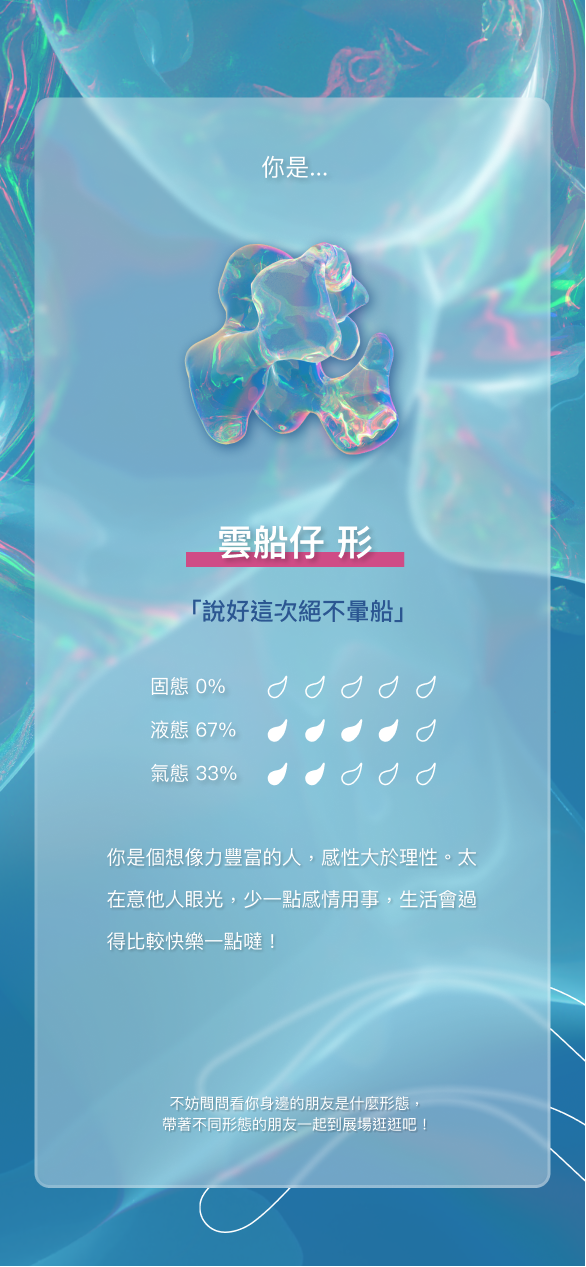 你是...
雲船仔 形
「說好這次絕不暈船」
固態 0%
液態 67%
氣態 33%
你是個想像力豐富的人，感性大於理性。太
在意他人眼光，少一點感情用事，生活會過
得比較快樂一點噠！
不妨問問看你身邊的朋友是什麼形態，
帶著不同形態的朋友一起到展場逛逛吧！